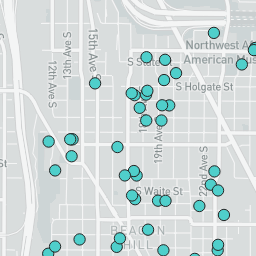 15th Ave S
13th Ave S
12th Ave S
Northwest A
American Mus
S State
S Holgate St
19th Ave
22nd Ave S
S Waite St
BEACON
HILL